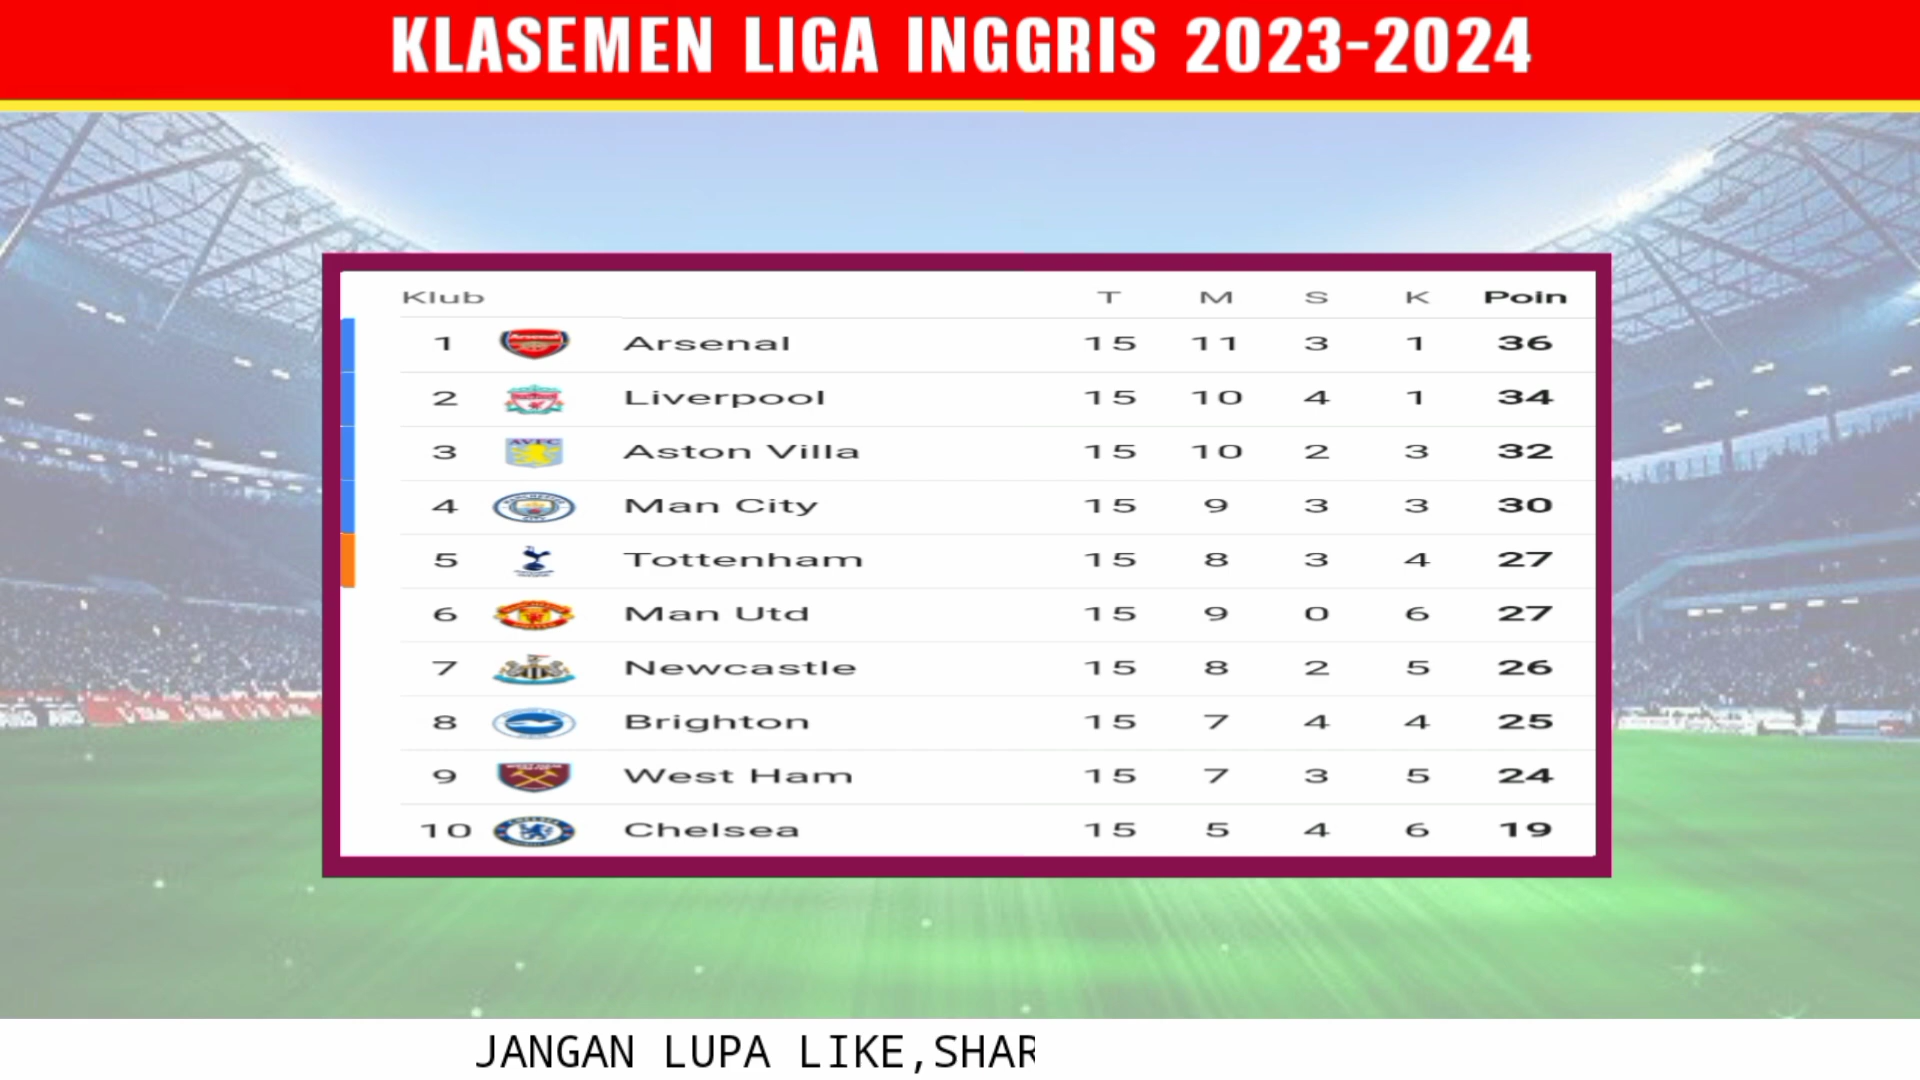 KLASEMEN LIGA INGGRIS 2023-2024
Klub T M S K Poin
1 Arsenal 15 11 3 1 36
2 Liverpool 15 10 4 1 34
3 AVFC Aston Villa 15 10 2 3 32
4 Man City 15 9 3 3 30
5 Tottenham 15 8 3 4 27
6 Man Utd 15 9 0 6 27
7 Newcastle 15 8 2 5 26
8 Brighton 15 7 4 4 25
9 West Ham 15 7 3 5 24
10 Chelsea 15 5 4 6 19
JANGAN LUPA LIKE,SHAR